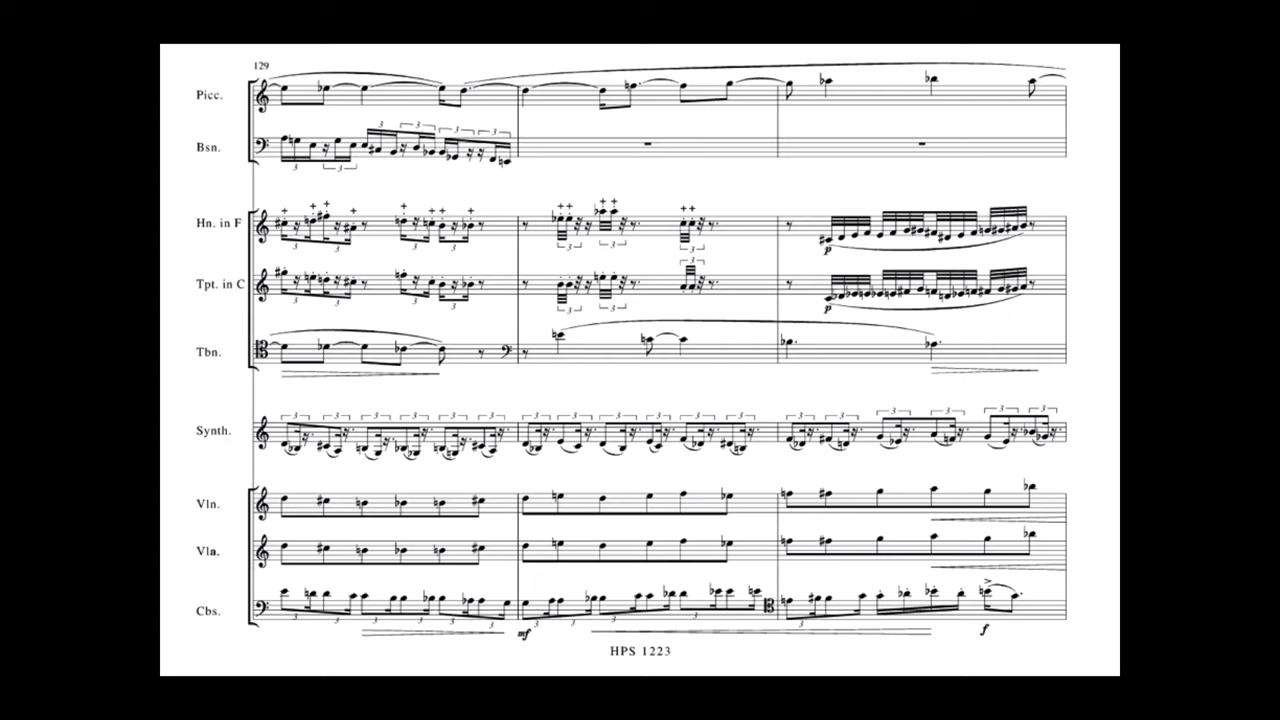 129
Picc.
Bsn.
Hn. in F
Tpt. in C
Tbn.
Synth.
Vln.
Vla.
Cbs.
p
p
mf
f
HPS 1223